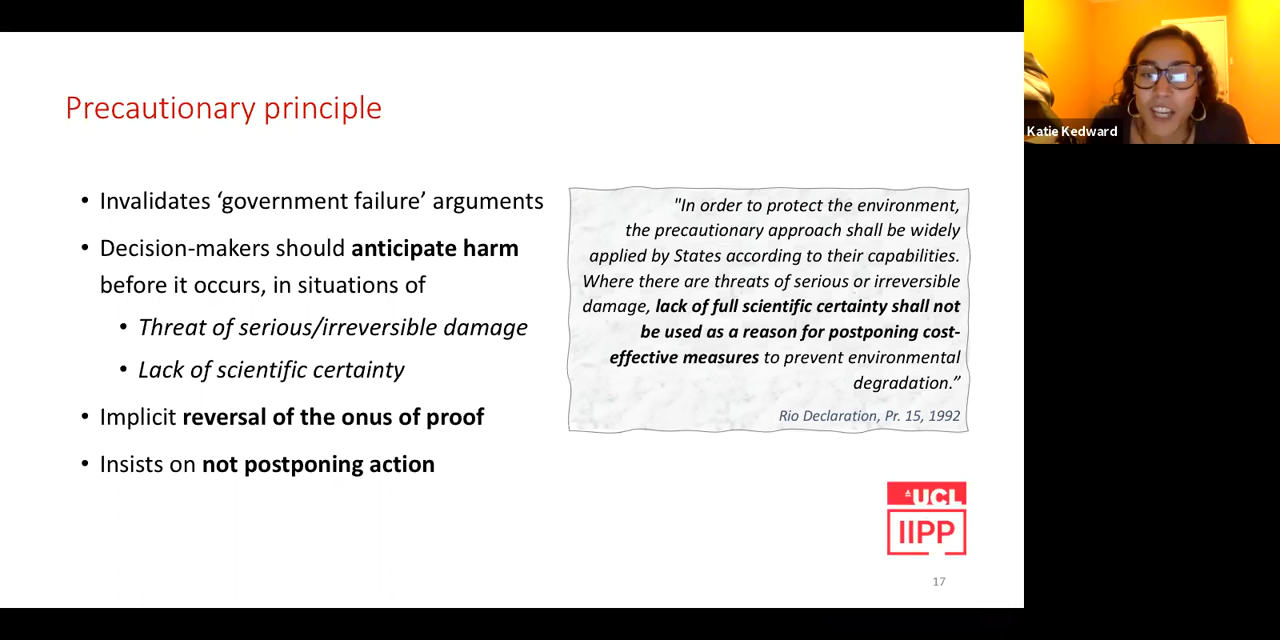 Precautionary principle
• Invalidates ‘government failure’ arguments
• Decision-makers should anticipate harm
before it occurs, in situations of
• Threat of serious/irreversible damage
• Lack of scientific certainty
• Implicit reversal of the onus of proof
• Insists on not postponing action
"In order to protect the environment,
the precautionary approach shall be widely
applied by States according to their capabilities.
Where there are threats of serious or irreversible
damage, lack of full scientific certainty shall not
be used as a reason for postponing cost-
effective measures to prevent environmental
degradation.”
Rio Declaration, Pr. 15, 1992
UCL
IIPP
17
Katie Kedward